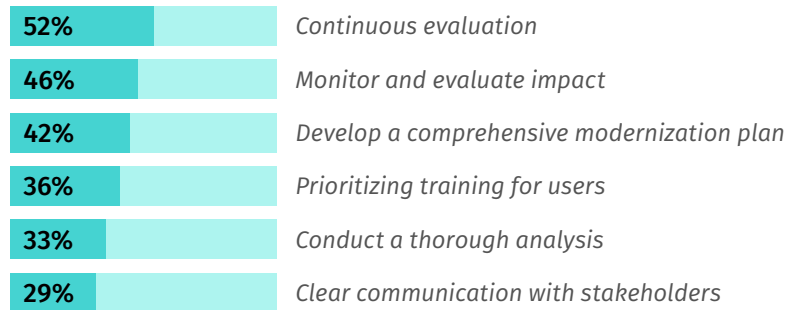 52% Continuous evaluation
46% Monitor and evaluate impact
42% Develop a comprehensive modernization plan
36% Prioritizing training for users
33% Conduct a thorough analysis
29% Clear communication with stakeholders